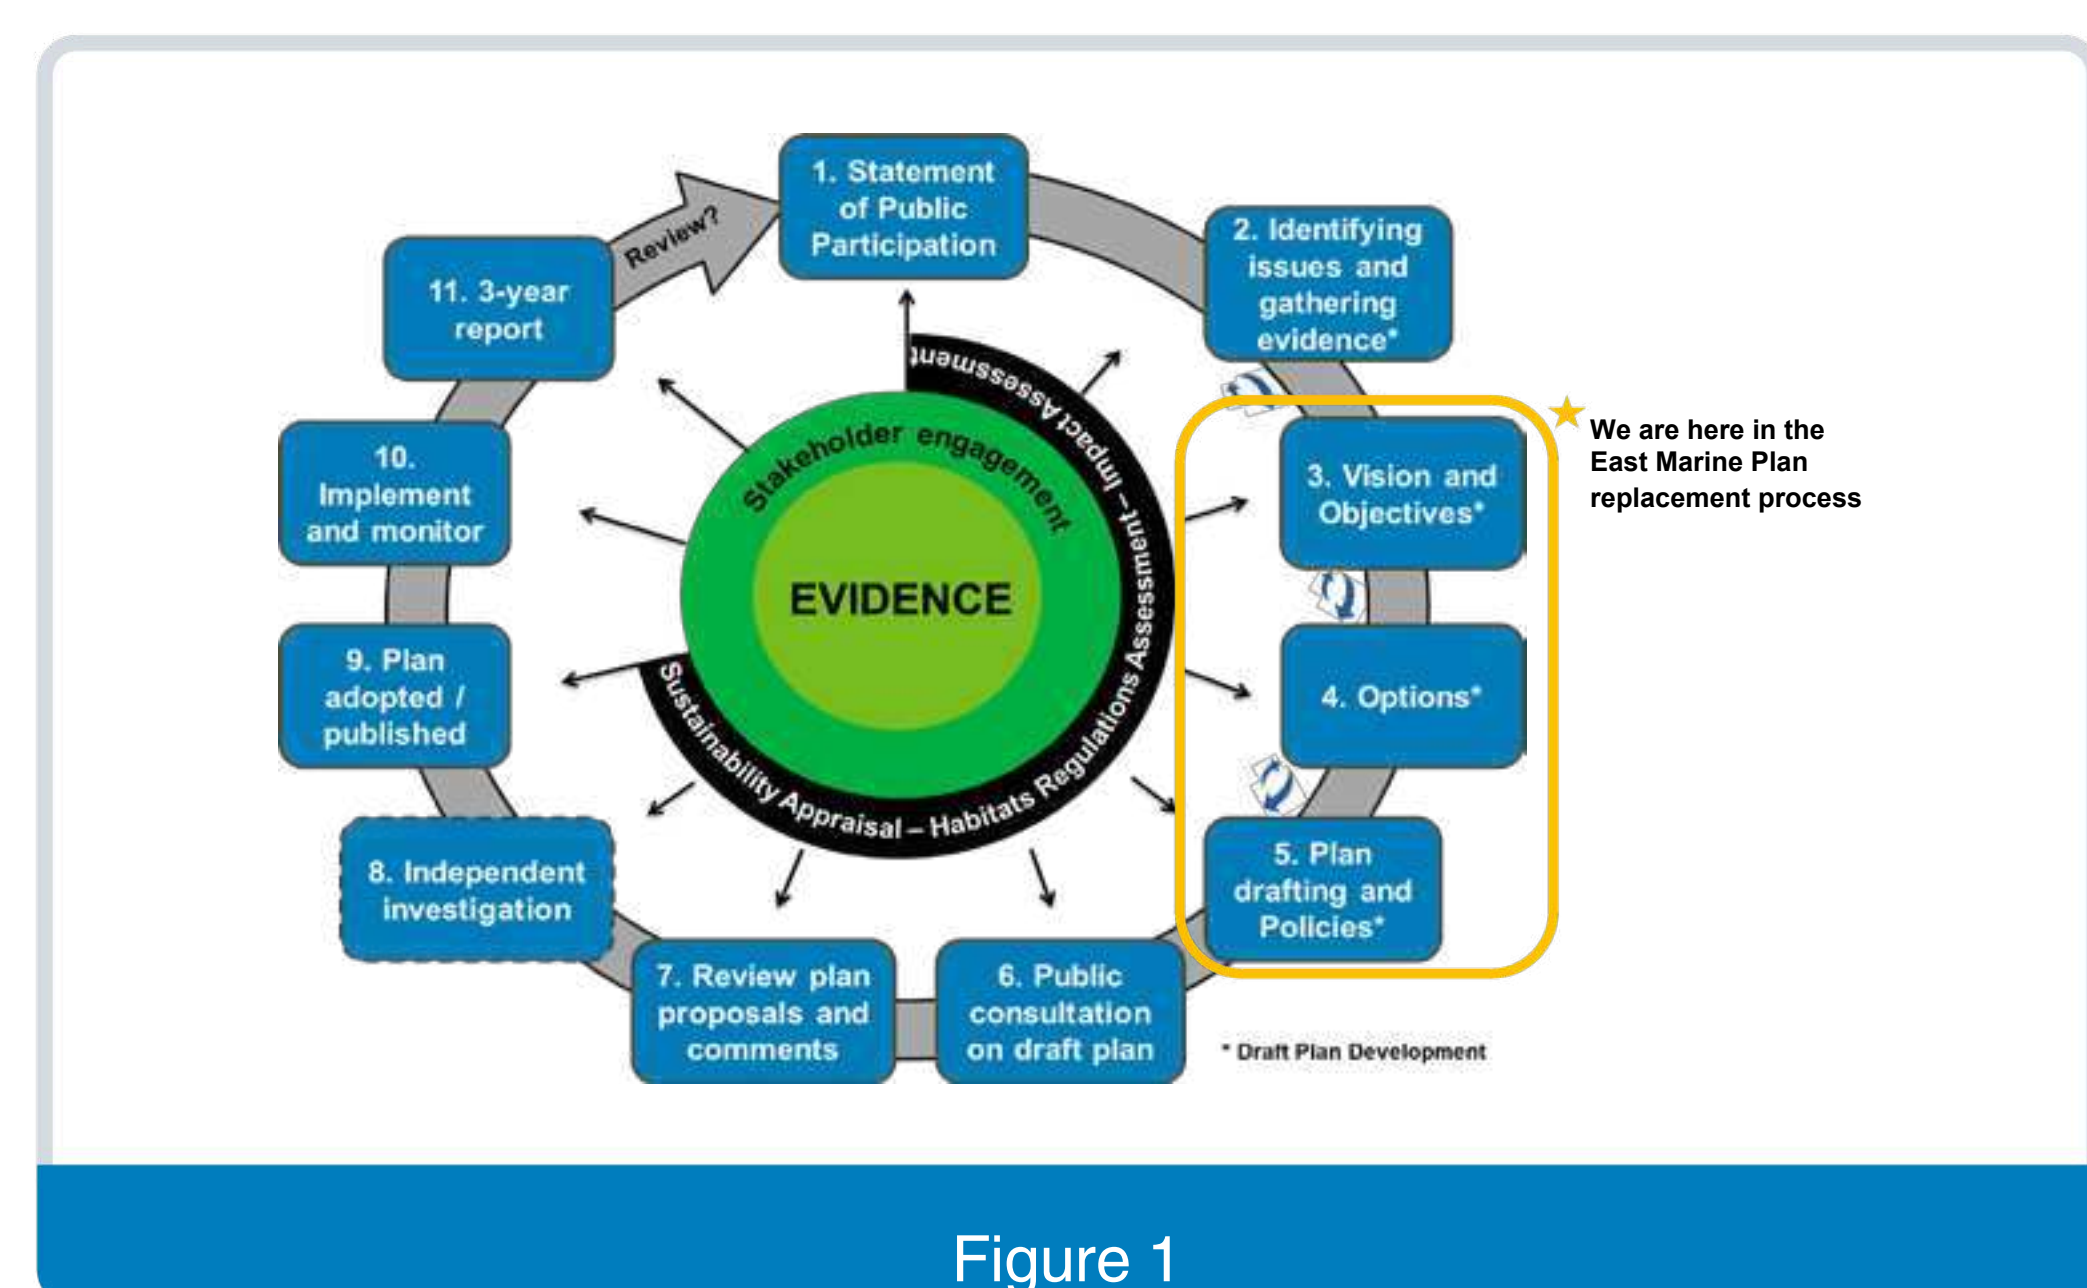 1. Statement
of Public
Participation
2. Identifying
issues and
gathering
evidence*
3. Vision and
Objectives*
4. Options*
5. Plan
drafting and
Policies*
6. Public
consultation
on draft plan
7. Review plan
proposals and
comments
8. Independent
investigation
9. Plan
adopted /
published
10.
Implement
and monitor
11. 3-year
report
Review?
Stakeholder engagement
EVIDENCE
Sustainability Appraisal – Habitats Regulations Assessment – Impact Assessment
We are here in the
East Marine Plan
replacement process
* Draft Plan Development
Figure 1